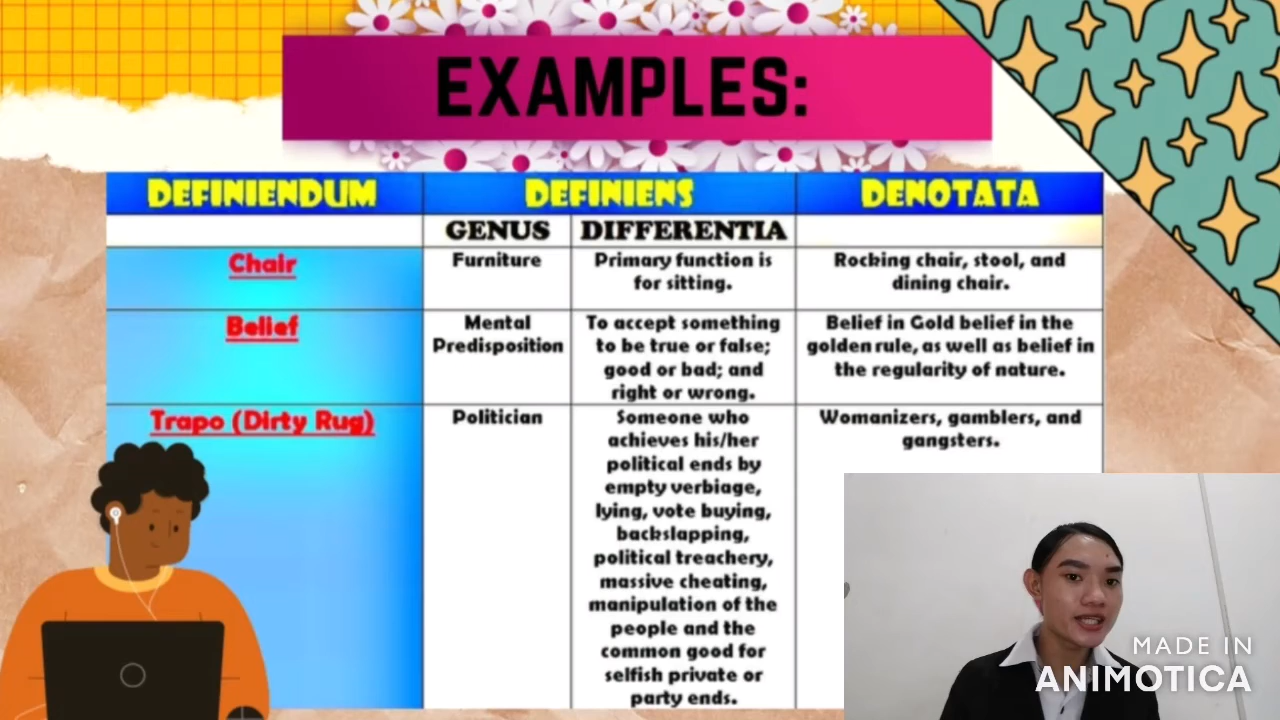 EXAMPLES:
DEFINIENDUM DEFINIENS DENOTATA
GENUS DIFFERENTIA
Chair
Furniture
Primary function is
for sitting.
Rocking chair, stool, and
dining chair.
Belief
Mental
Predisposition
To accept something
to be true or false;
good or bad; and
right or wrong.
Belief in Gold belief in the
golden rule, as well as belief in
the regularity of nature.
Trapo (Dirty Rug)
Politician
Someone who
achieves his/her
political ends by
empty verbiage,
lying, vote buying,
backslapping,
political treachery,
massive cheating,
manipulation of the
people and the
common good for
selfish private or
party ends.
Womanizers, gamblers, and
gangsters.
MADE IN
ANIMOTICA